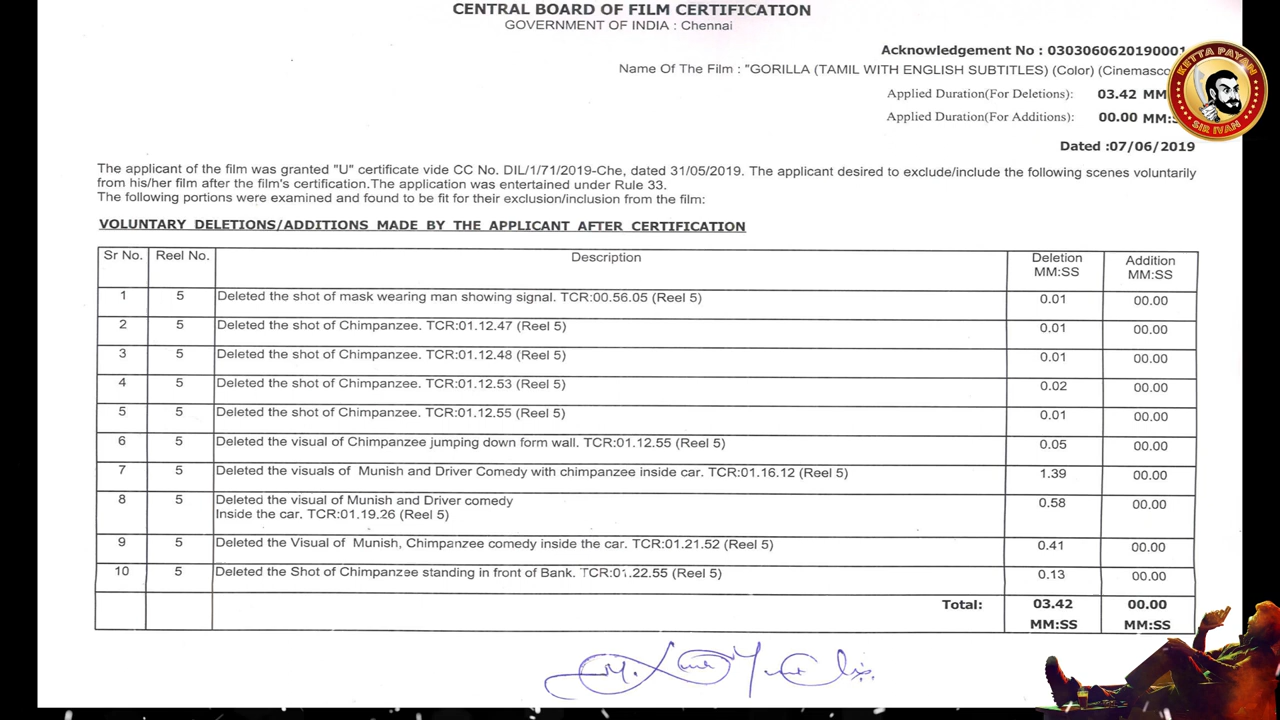 CENTRAL BOARD OF FILM CERTIFICATION
GOVERNMENT OF INDIA : Chennai
Acknowledgement No : 0303060620190001
Name Of The Film : "GORILLA (TAMIL WITH ENGLISH SUBTITLES) (Color) (Cinemasco
Applied Duration(For Deletions): 03.42 MM
Applied Duration(For Additions): 00.00 MM:S
KETTA PAYAN
SIR IVAN
Dated :07/06/2019
The applicant of the film was granted "U" certificate vide CC No. DIL/1/71/2019-Che, dated 31/05/2019. The applicant desired to exclude/include the following scenes voluntarily
from his/her film after the film's certification.The application was entertained under Rule 33.
The following portions were examined and found to be fit for their exclusion/inclusion from the film:
VOLUNTARY DELETIONS/ADDITIONS MADE BY THE APPLICANT AFTER CERTIFICATION
Sr No. Reel No. Description Deletion Addition
MM:SS MM:SS
1 5 Deleted the shot of mask wearing man showing signal. TCR:00.56.05 (Reel 5) 0.01 00.00
2 5 Deleted the shot of Chimpanzee. TCR:01.12.47 (Reel 5) 0.01 00.00
3 5 Deleted the shot of Chimpanzee. TCR:01.12.48 (Reel 5) 0.01 00.00
4 5 Deleted the shot of Chimpanzee. TCR:01.12.53 (Reel 5) 0.02 00.00
5 5 Deleted the shot of Chimpanzee. TCR:01.12.55 (Reel 5) 0.01 00.00
6 5 Deleted the visual of Chimpanzee jumping down form wall. TCR:01.12.55 (Reel 5) 0.05 00.00
7 5 Deleted the visuals of Munish and Driver Comedy with chimpanzee inside car. TCR:01.16.12 (Reel 5) 1.39 00.00
8 5 Deleted the visual of Munish and Driver comedy 0.58 00.00
Inside the car. TCR:01.19.26 (Reel 5)
9 5 Deleted the Visual of Munish, Chimpanzee comedy inside the car. TCR:01.21.52 (Reel 5) 0.41 00.00
10 5 Deleted the Shot of Chimpanzee standing in front of Bank. TCR:01.22.55 (Reel 5) 0.13 00.00
Total: 03.42 00.00
MM:SS MM:SS